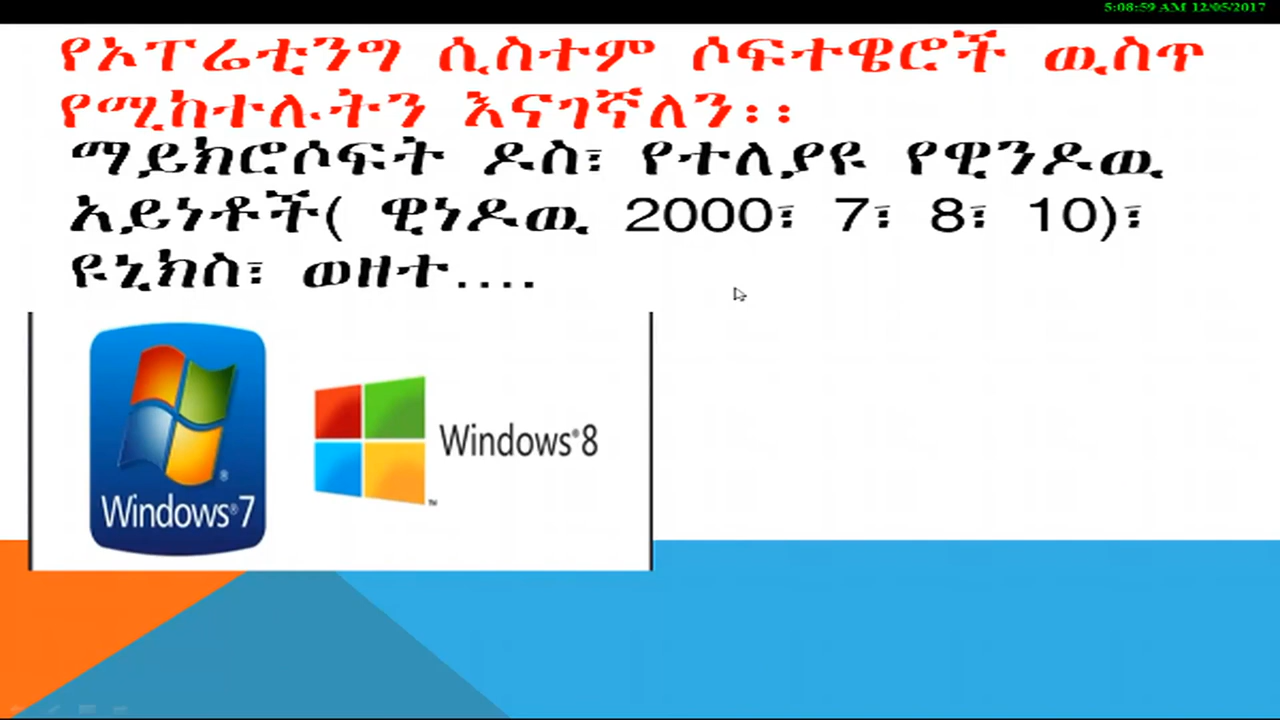 5:08:59 AM 12/05/2017
የኦፐሬቲንግ ሲስተም ሶፍተዌሮች ዉስጥ
የሚከተሉትን እናገኛለን፡፡
ማይክሮሶፍት ዶስ፣ የተለያዩ የዊንዶዉ
አይነቶች( ዊነዶዉ 2000፣ 7፣ 8፣ 10)፣
ዩኒክስ፣ ወዘተ....
Windows®7
Windows®8